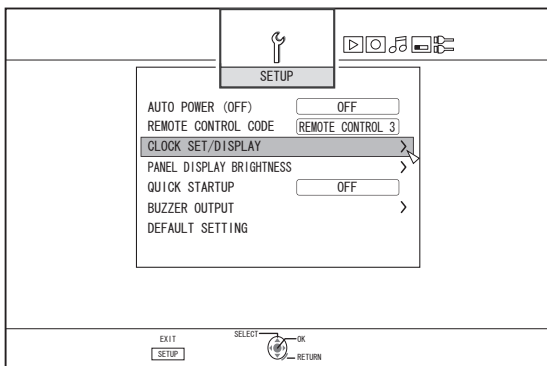 SETUP
AUTO POWER (OFF) OFF
REMOTE CONTROL CODE REMOTE CONTROL 3
CLOCK SET/DISPLAY
PANEL DISPLAY BRIGHTNESS
QUICK STARTUP OFF
BUZZER OUTPUT
DEFAULT SETTING
EXIT SELECT OK
SETUP RETURN